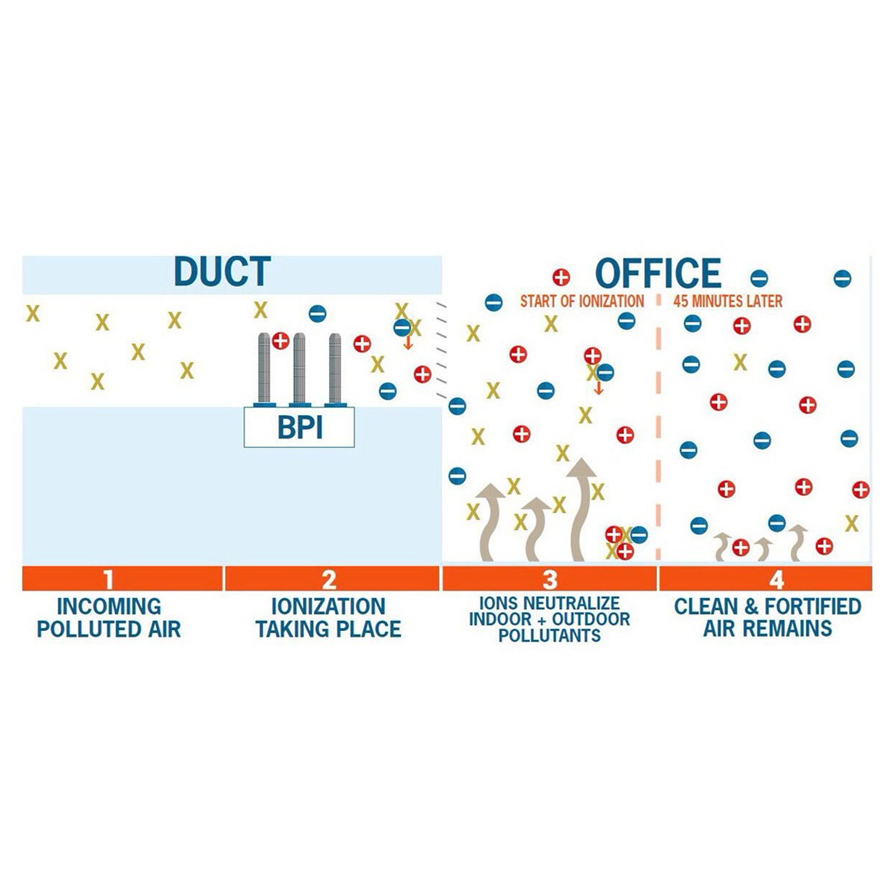 DUCT
OFFICE
START OF IONIZATION
45 MINUTES LATER
BPI
1
2
3
4
INCOMING
POLLUTED AIR
IONIZATION
TAKING PLACE
IONS NEUTRALIZE
INDOOR + OUTDOOR
POLLUTANTS
CLEAN & FORTIFIED
AIR REMAINS